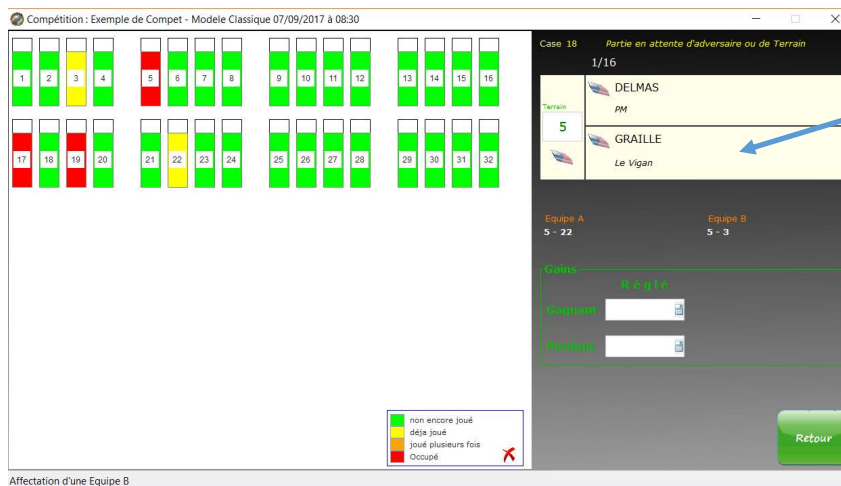 Compétition : Exemple de Compet - Modele Classique 07/09/2017 à 08:30
1 2 3 4 5 6 7 8 9 10 11 12 13 14 15 16
17 18 19 20 21 22 23 24 25 26 27 28 29 30 31 32
Case 18 Partie en attente d'adversaire ou de Terrain
1/16
DELMAS
PM
Terrain
5
GRAILLE
Le Vigan
Equipe A Equipe B
5 - 22 5 - 3
Gains
Réglé
Gagnant
Perdant
non encore joué
déja joué
joué plusieurs fois
Occupé
Retour
Affectation d'une Equipe B